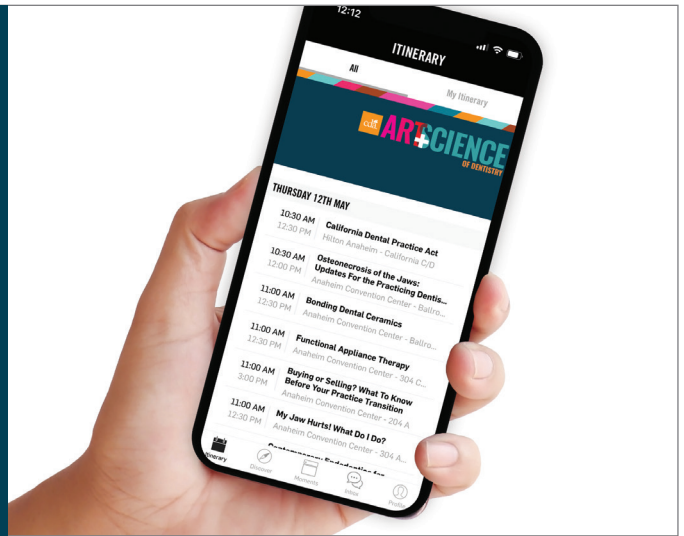 12:12
ITINERARY
All
My Itinerary
cda.
ART SCIENCE
OF DENTISTRY
THURSDAY 12TH MAY
10:30 AM
12:30 PM
California Dental Practice Act
Hilton Anaheim - California C/D
10:30 AM
12:00 PM
Osteonecrosis of the Jaws:
Updates For the Practicing Dentis...
Anaheim Convention Center - Ballro...
11:00 AM
12:30 PM
Bonding Dental Ceramics
Anaheim Convention Center - Ballro...
11:00 AM
12:30 PM
Functional Appliance Therapy
Anaheim Convention Center - 304 C...
11:00 AM
3:00 PM
Buying or Selling? What To Know
Before Your Practice Transition
Anaheim Convention Center - 204 A
11:00 AM
12:30 PM
My Jaw Hurts! What Do I Do?
Anaheim Convention Center - 304 A...
Contemporary Endodontics for
Itinerary
Discover
Moments
Inbox
Profile